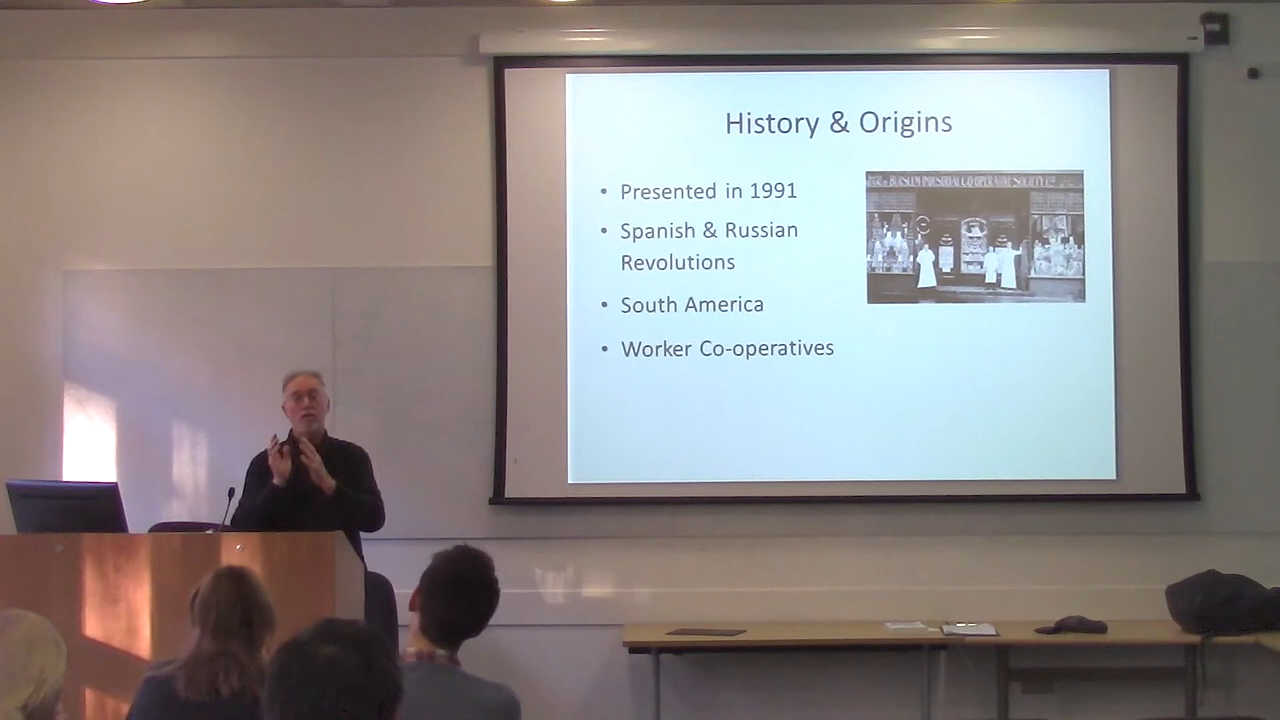 History & Origins
• Presented in 1991
• Spanish & Russian
Revolutions
• South America
• Worker Co-operatives